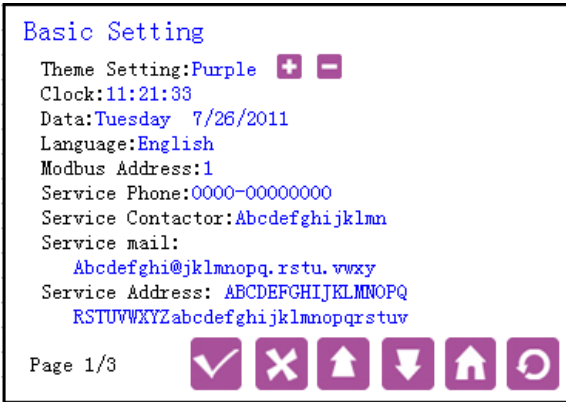 Basic Setting
Theme Setting:Purple
Clock:11:21:33
Data:Tuesday 7/26/2011
Language:English
Modbus Address:1
Service Phone:0000-00000000
Service Contactor:Abcdefghijklmn
Service mail:
Abcdefghi@jklmnopq.rstu.vwxy
Service Address: ABCDEFGHIJKLMNOPQ
RSTUVWXYZabcdefghijklmnopqrstuv
Page 1/3